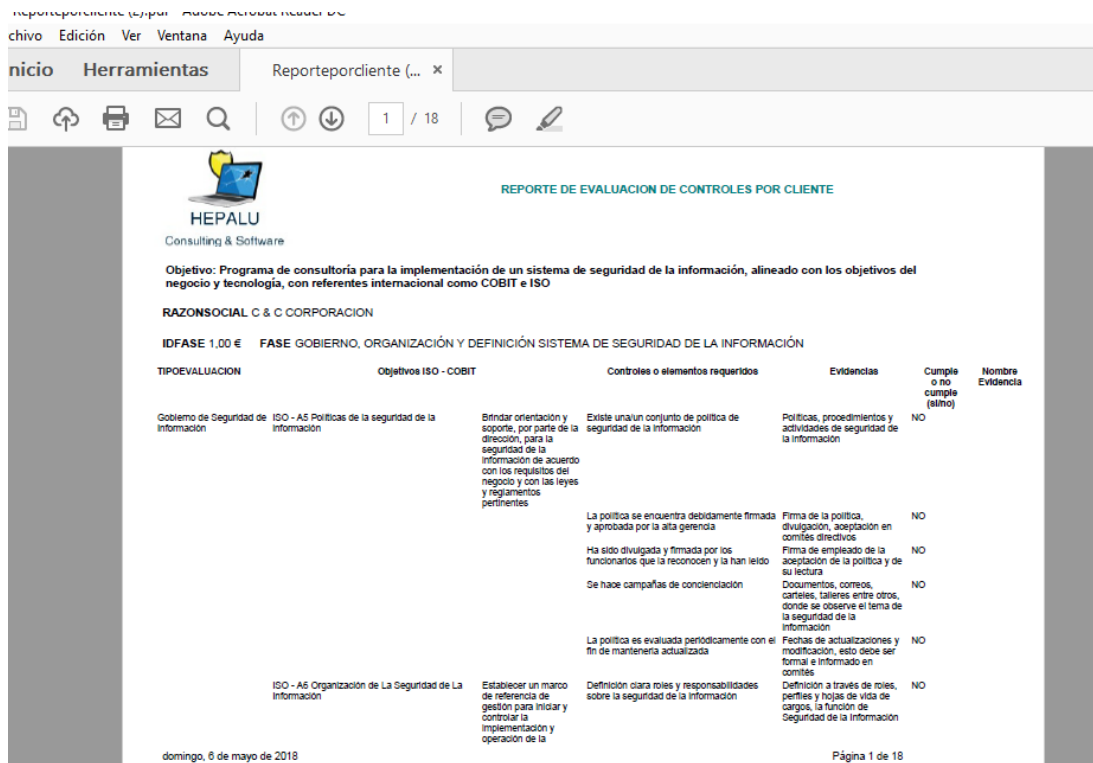 Reporteporcliente (2).pdf - Adobe Acrobat Reader DC
chivo Edición Ver Ventana Ayuda
nicio Herramientas Reporteporcliente (... ×
1 / 18
REPORTE DE EVALUACION DE CONTROLES POR CLIENTE
HEPALU
Consulting & Software
Objetivo: Programa de consultoría para la implementación de un sistema de seguridad de la información, alineado con los objetivos del
negocio y tecnología, con referentes internacional como COBIT e ISO
RAZONSOCIAL C & C CORPORACION
IDFASE 1,00 € FASE GOBIERNO, ORGANIZACIÓN Y DEFINICIÓN SISTEMA DE SEGURIDAD DE LA INFORMACIÓN
TIPOEVALUACION Objetivos ISO - COBIT Controles o elementos requeridos Evidencias Cumple Nombre
o no Evidencia
cumple
(si/no)
Gobierno de Seguridad de ISO - A5 Políticas de la seguridad de la Brindar orientación y Existe una/un conjunto de política de Políticas, procedimientos y NO
Información información soporte, por parte de la seguridad de la información actividades de seguridad de
dirección, para la la información
seguridad de la
información de acuerdo
con los requisitos del
negocio y con las leyes
y reglamentos
pertinentes
La política se encuentra debidamente firmada Firma de la política, NO
y aprobada por la alta gerencia divulgación, aceptación en
comités directivos
Ha sido divulgada y firmada por los Firma de empleado de la NO
funcionarios que la reconocen y la han leído aceptación de la política y de
su lectura
Se hace campañas de concienciación Documentos, correos, NO
carteles, talleres entre otros,
donde se observe el tema de
la seguridad de la
información
La política es evaluada periódicamente con el Fechas de actualizaciones y NO
fin de mantenerla actualizada modificación, esto debe ser
formal e informado en
comités
ISO - A6 Organización de La Seguridad de La Establecer un marco Definición clara roles y responsabilidades Definición a través de roles, NO
Información de referencia de sobre la seguridad de la información perfiles y hojas de vida de
gestión para iniciar y cargos, la función de
controlar la Seguridad de la Información
implementación y
operación de la
domingo, 6 de mayo de 2018 Página 1 de 18